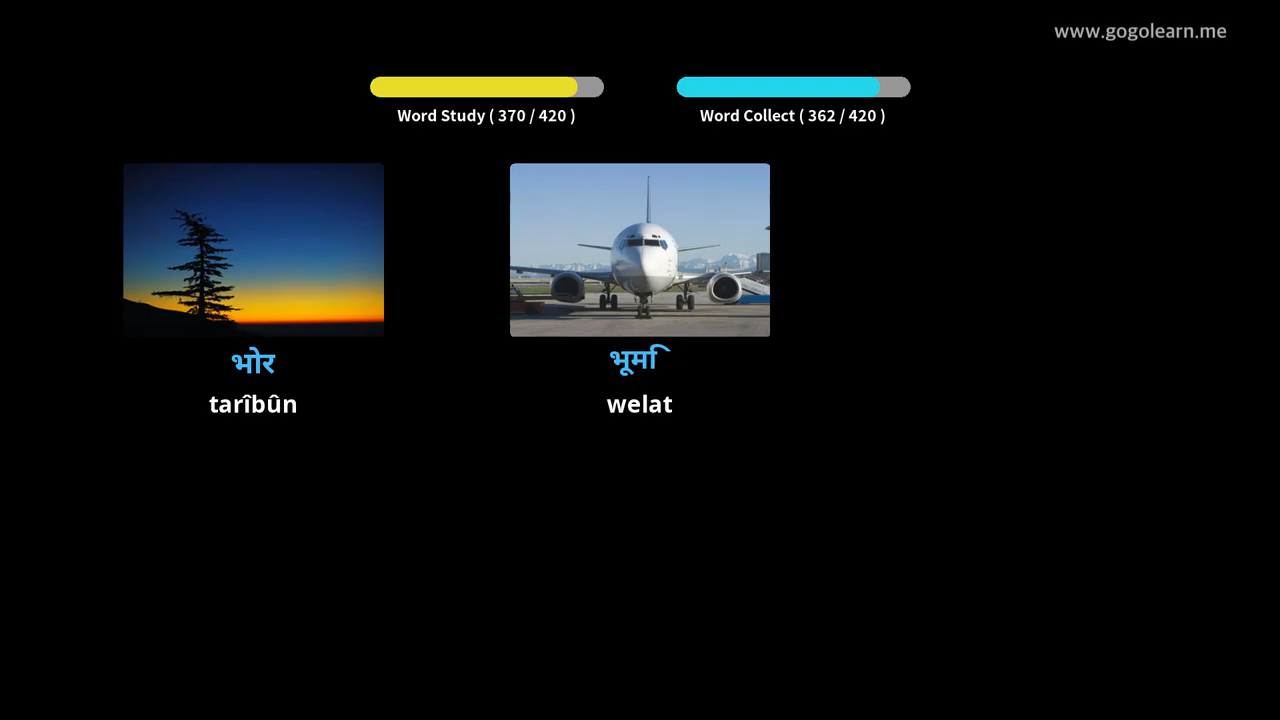 www.gogolearn.me
Word Study ( 370 / 420 )
Word Collect ( 362 / 420 )
भोर
भूमि
tarîbûn
welat